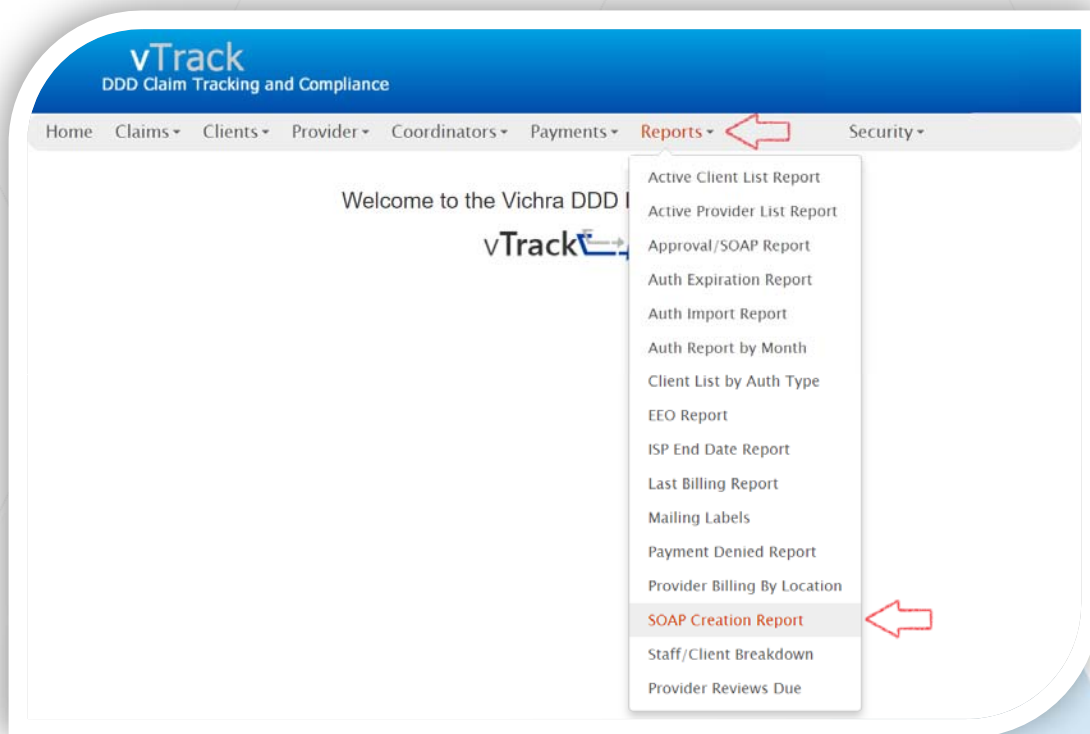 vTrack
DDD Claim Tracking and Compliance
Home Claims Clients Provider Coordinators Payments Reports Security
Welcome to the Vichra DDD
vTrack
Active Client List Report
Active Provider List Report
Approval/SOAP Report
Auth Expiration Report
Auth Import Report
Auth Report by Month
Client List by Auth Type
EEO Report
ISP End Date Report
Last Billing Report
Mailing Labels
Payment Denied Report
Provider Billing By Location
SOAP Creation Report
Staff/Client Breakdown
Provider Reviews Due